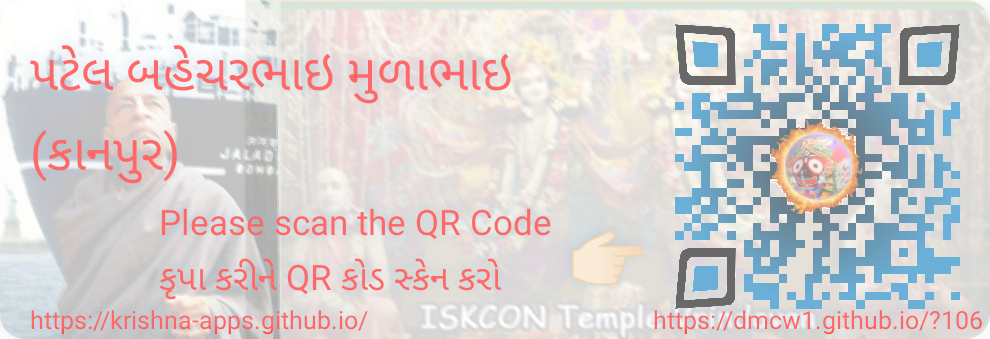 પટેલ બહેચરભાઇ મુળાભાઇ
(કાનપુર)
JALAD
Please scan the QR Code
કૃપા કરીને QR કોડ સ્કેન કરો
https://krishna-apps.github.io/
ISKCON Temple
https://dmcw1.github.io/?106